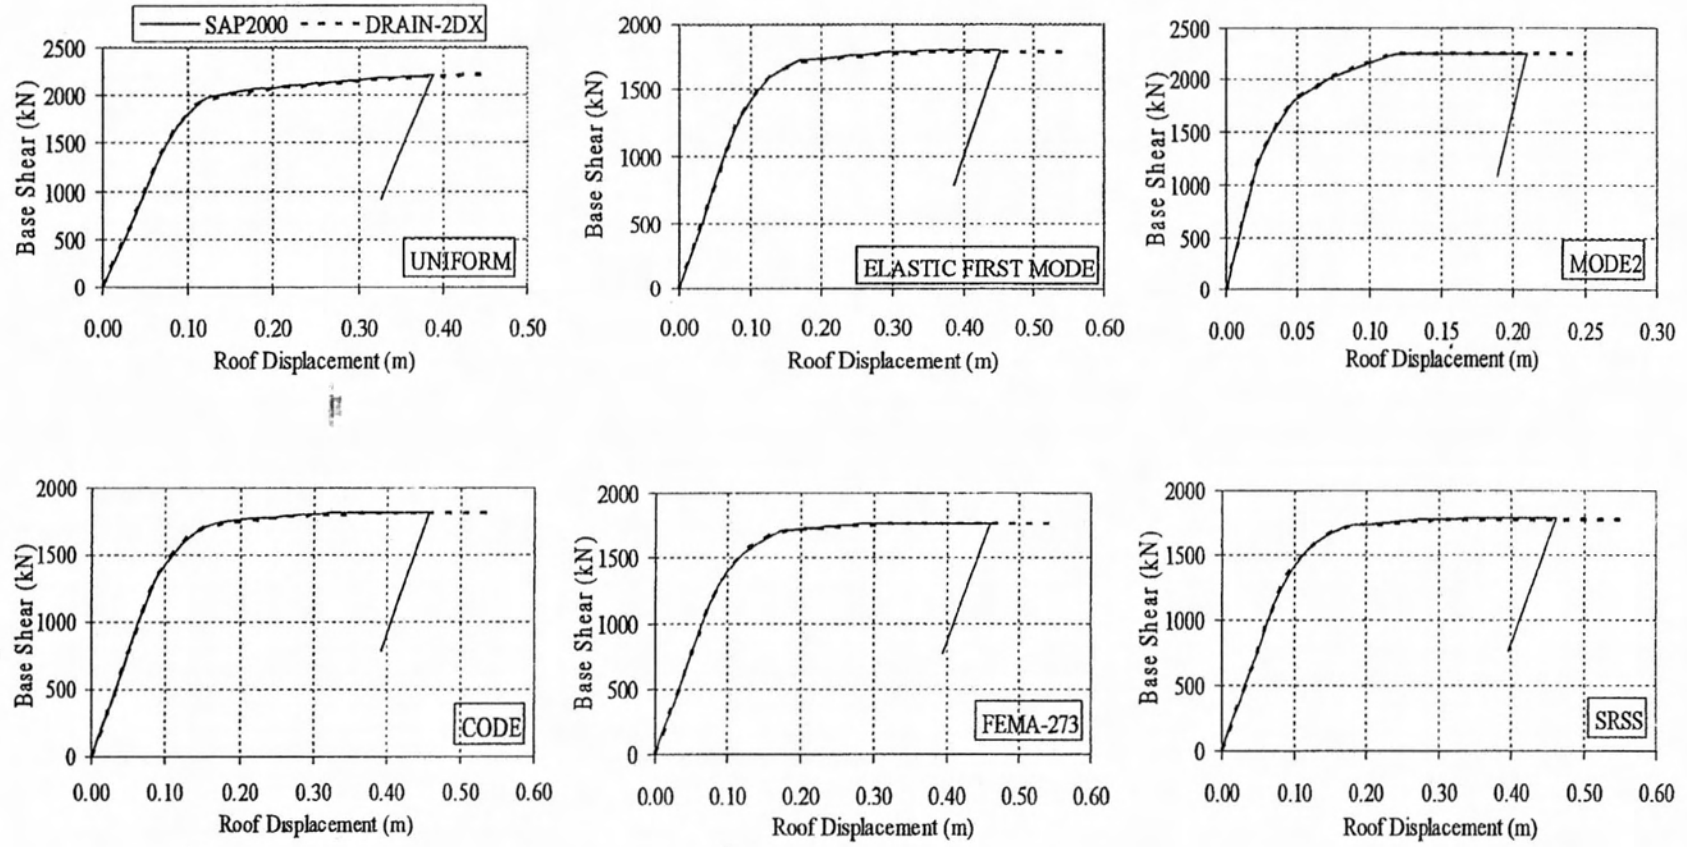 SAP2000 DRAIN-2DX
2500
2000
1500
1000
500
0
Base Shear (kN)
UNIFORM
0.00 0.10 0.20 0.30 0.40 0.50
Roof Displacement (m)
2000
1500
1000
500
0
Base Shear (kN)
ELASTIC FIRST MODE
0.00 0.10 0.20 0.30 0.40 0.50 0.60
Roof Displacement (m)
2500
2000
1500
1000
500
0
Base Shear (kN)
MODE2
0.00 0.05 0.10 0.15 0.20 0.25 0.30
Roof Displacement (m)
2000
1500
1000
500
0
Base Shear (kN)
CODE
0.00 0.10 0.20 0.30 0.40 0.50 0.60
Roof Displacement (m)
2000
1500
1000
500
0
Base Shear (kN)
FEMA-273
0.00 0.10 0.20 0.30 0.40 0.50 0.60
Roof Displacement (m)
2000
1500
1000
500
0
Base Shear (kN)
SRSS
0.00 0.10 0.20 0.30 0.40 0.50 0.60
Roof Displacement (m)